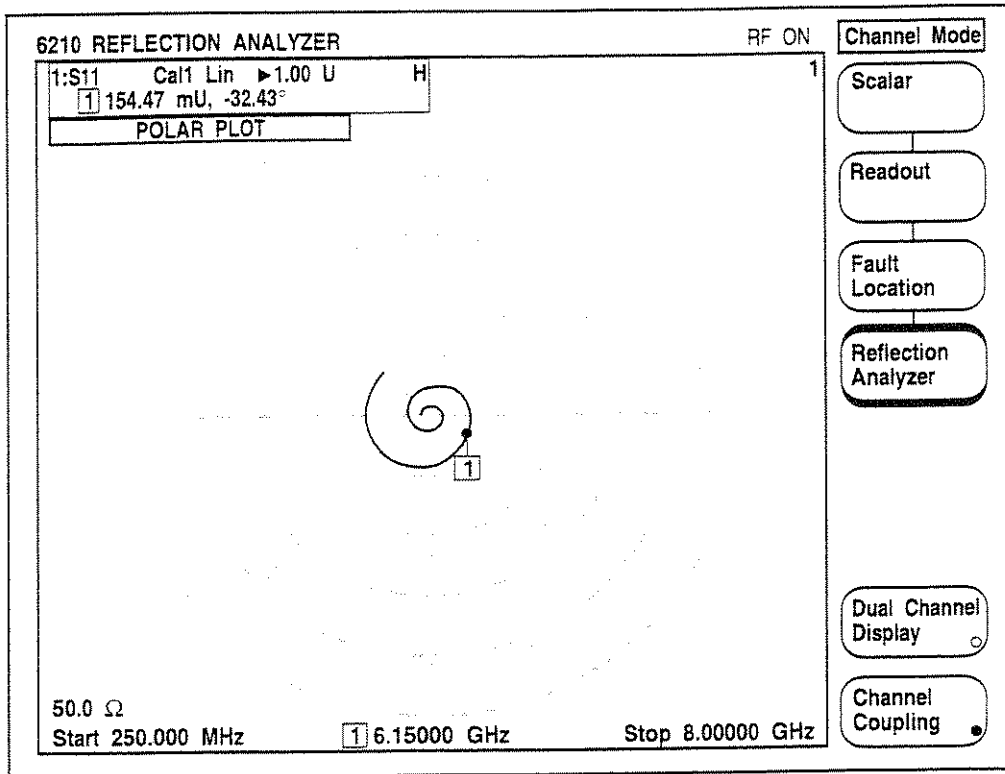 6210 REFLECTION ANALYZER
RF ON
1:S11 Cal1 Lin ►1.00 U H
1 154.47 mU, -32.43°
POLAR PLOT
1
1
50.0 Ω
Start 250.000 MHz 1 6.15000 GHz Stop 8.00000 GHz
Channel Mode
Scalar
Readout
Fault
Location
Reflection
Analyzer
Dual Channel
Display
Channel
Coupling